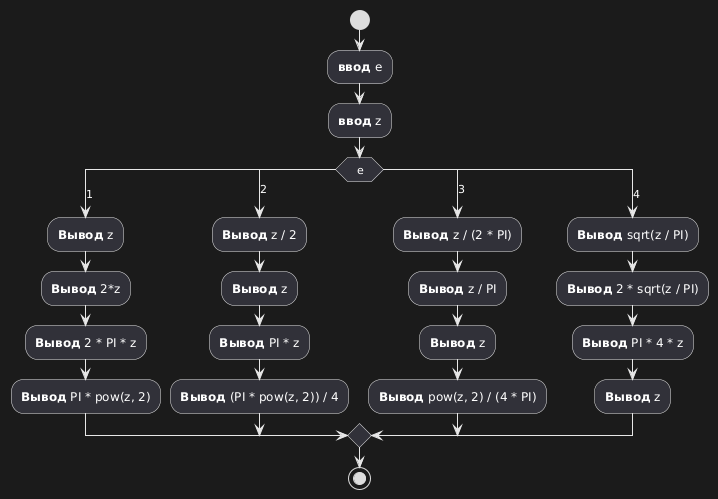 ввод e
ввод z
e
1
2
3
4
Вывод z
Вывод z / 2
Вывод z / (2 * PI)
Вывод sqrt(z / PI)
Вывод 2*z
Вывод z
Вывод z / PI
Вывод 2 * sqrt(z / PI)
Вывод 2 * PI * z
Вывод PI * z
Вывод z
Вывод PI * 4 * z
Вывод PI * pow(z, 2)
Вывод (PI * pow(z, 2)) / 4
Вывод pow(z, 2) / (4 * PI)
Вывод z